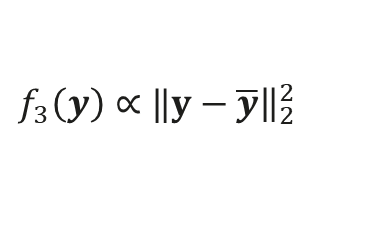 f₃(y) ∝ ‖y − y̅‖₂²